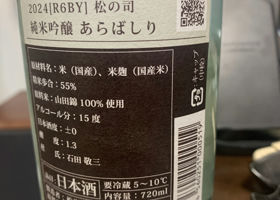 2024[R6BY] 松の司
純米吟醸 あらばしり
原材料名：米（国産）、米麹（国産米）
精米歩合：55%
原料米：山田錦100%使用
アルコール分：15度
日本酒度：±0
酸度：1.3
杜氏：石田 敬三
品目：日本酒
要冷蔵5～10℃
内容量：720ml
キャップ